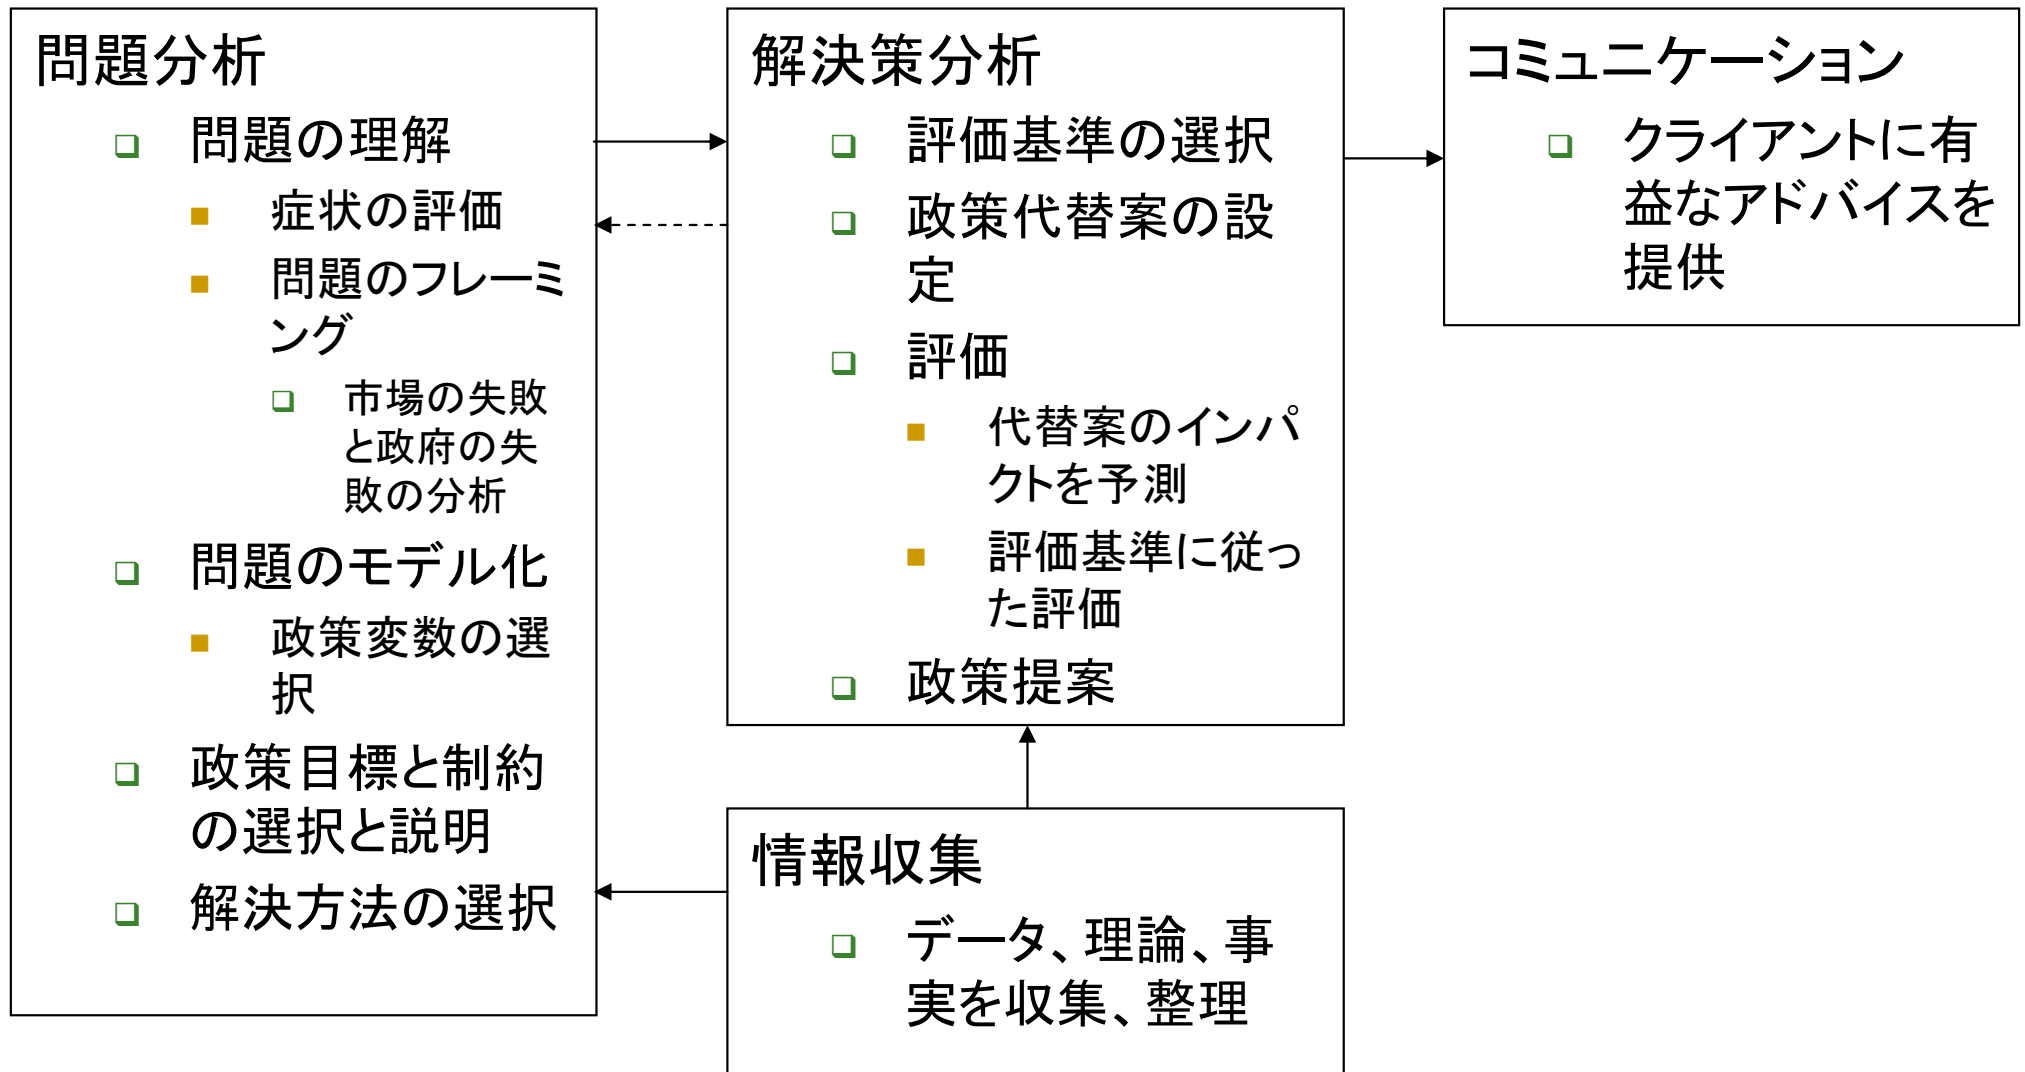 問題分析
問題の理解
症状の評価
問題のフレーミ
ング
市場の失敗
と政府の失
敗の分析
問題のモデル化
政策変数の選
択
政策目標と制約
の選択と説明
解決方法の選択
解決策分析
評価基準の選択
政策代替案の設
定
評価
代替案のインパ
クトを予測
評価基準に従っ
た評価
政策提案
情報収集
データ、理論、事
実を収集、整理
コミュニケーション
クライアントに有
益なアドバイスを
提供